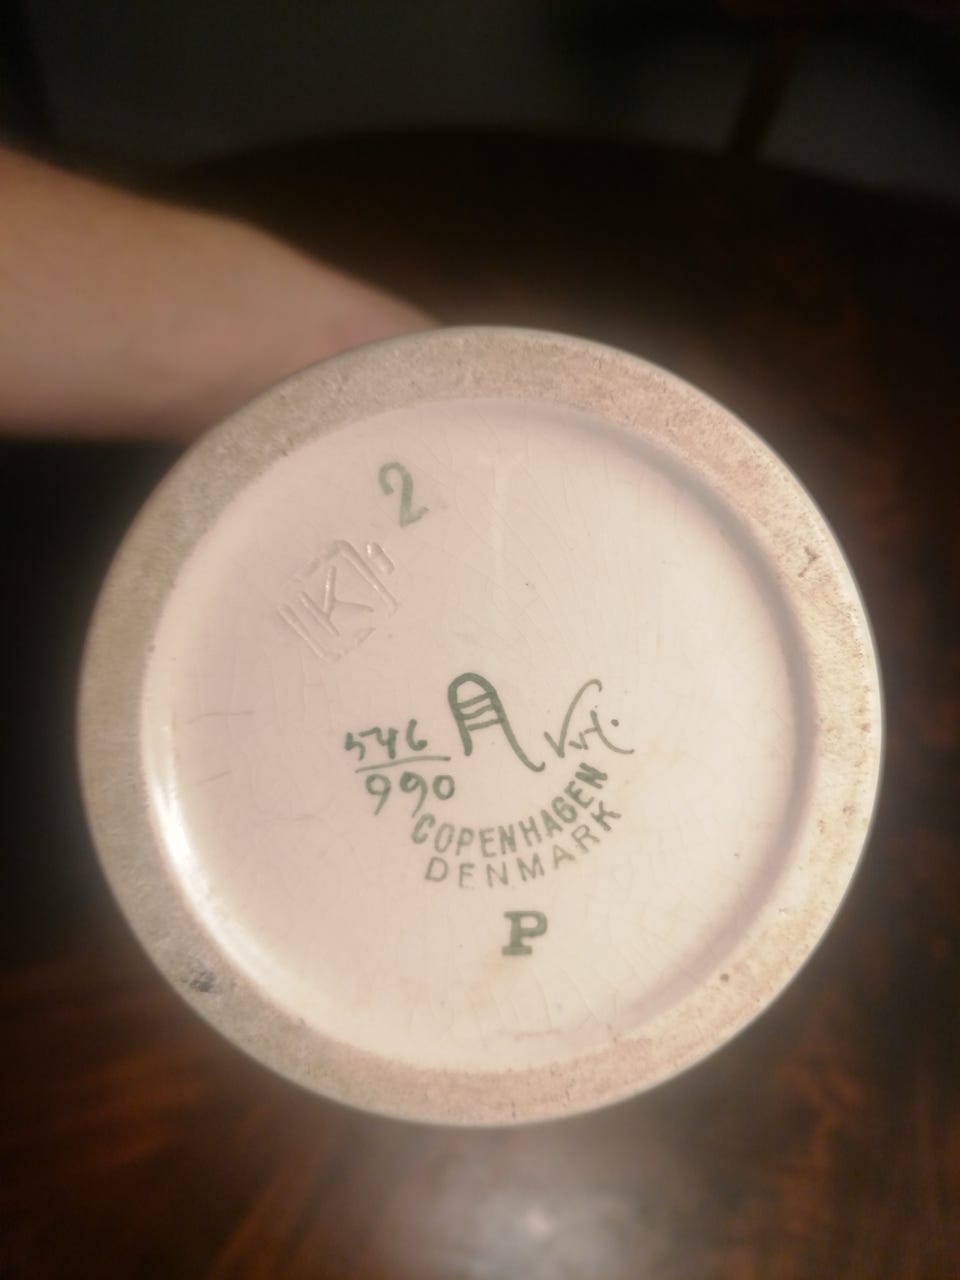 2
K
546
990
COPENHAGEN
DENMARK
P